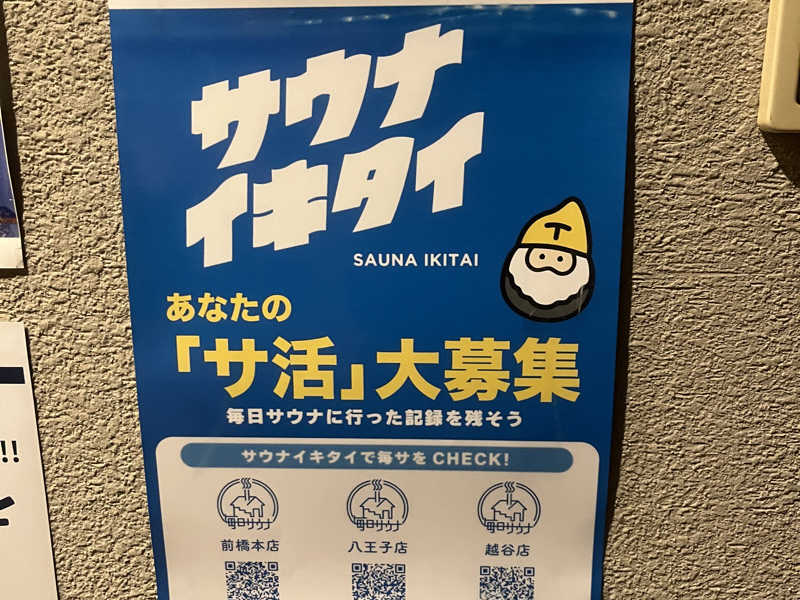 サウナ
イキタイ
SAUNA IKITAI
T
あなたの
「サ活」大募集
毎日サウナに行った記録を残そう
サウナイキタイで毎サをCHECK!
毎日サウナ 毎日サウナ 毎日サウナ
前橋本店 八王子店 越谷店
!!